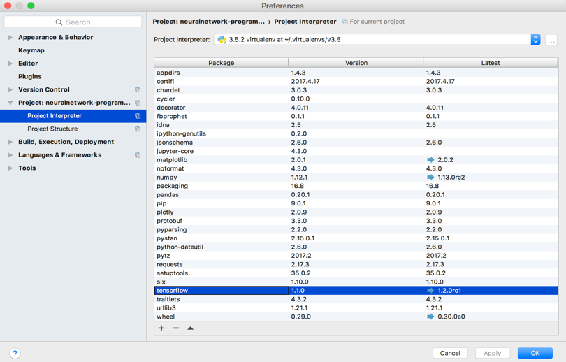 Preferences
Search
Project: neuralnetwork-program... › Project Interpreter For current project
Appearance & Behavior
Keymap
Editor
Plugins
Version Control
Project: neuralnetwork-program...
Project Interpreter
Project Structure
Build, Execution, Deployment
Languages & Frameworks
Tools
Project Interpreter: 3.5.2 virtualenv at ~/.virtualenvs/v3.5
Package Version Latest
appdirs 1.4.3 1.4.3
certifi 2017.4.17 2017.4.17
chardet 3.0.3 3.0.3
cycler 0.10.0
decorator 4.0.11 4.0.11
fbprophet 0.1.1 0.1.1
idna 2.5 2.5
ipython-genutils 0.2.0
jsonschema 2.6.0 2.6.0
jupyter-core 4.3.0
matplotlib 2.0.1 2.0.2
nbformat 4.3.0 4.3.0
numpy 1.12.1 1.13.0rc2
packaging 16.8 16.8
pandas 0.20.1 0.20.1
pip 9.0.1 9.0.1
plotly 2.0.9 2.0.9
protobuf 3.3.0 3.3.0
pyparsing 2.2.0 2.2.0
pystan 2.15.0.1 2.15.0.1
python-dateutil 2.6.0 2.6.0
pytz 2017.2 2017.2
requests 2.17.3 2.17.3
setuptools 35.0.2 35.0.2
six 1.10.0 1.10.0
tensorflow 1.1.0 1.2.0rc1
traitlets 4.3.2 4.3.2
urllib3 1.21.1 1.21.1
wheel 0.29.0 0.30.0a0
? Cancel Apply OK